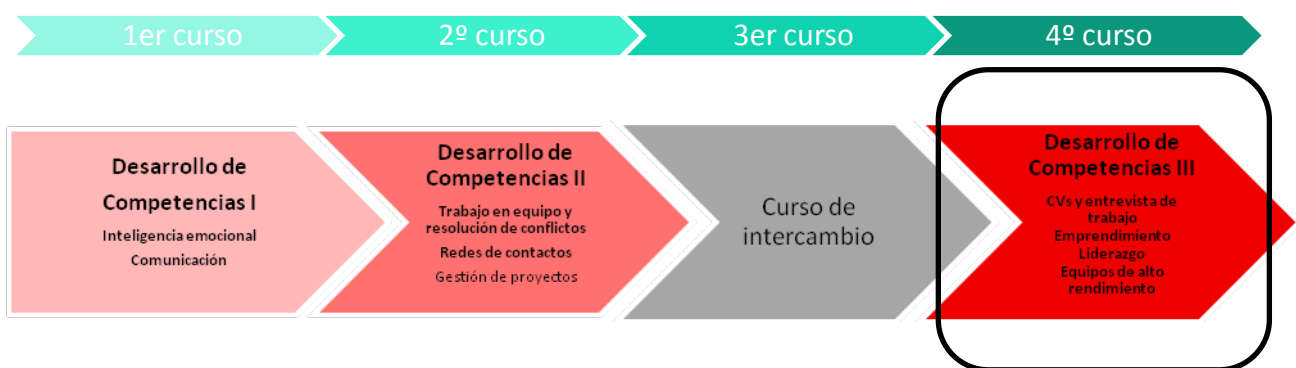 1er curso
2º curso
3er curso
4º curso
Desarrollo de
Competencias I
Inteligencia emocional
Comunicación
Desarrollo de
Competencias II
Trabajo en equipo y
resolución de conflictos
Redes de contactos
Gestión de proyectos
Curso de
intercambio
Desarrollo de
Competencias III
CVs y entrevista de
trabajo
Emprendimiento
Liderazgo
Equipos de alto
rendimiento